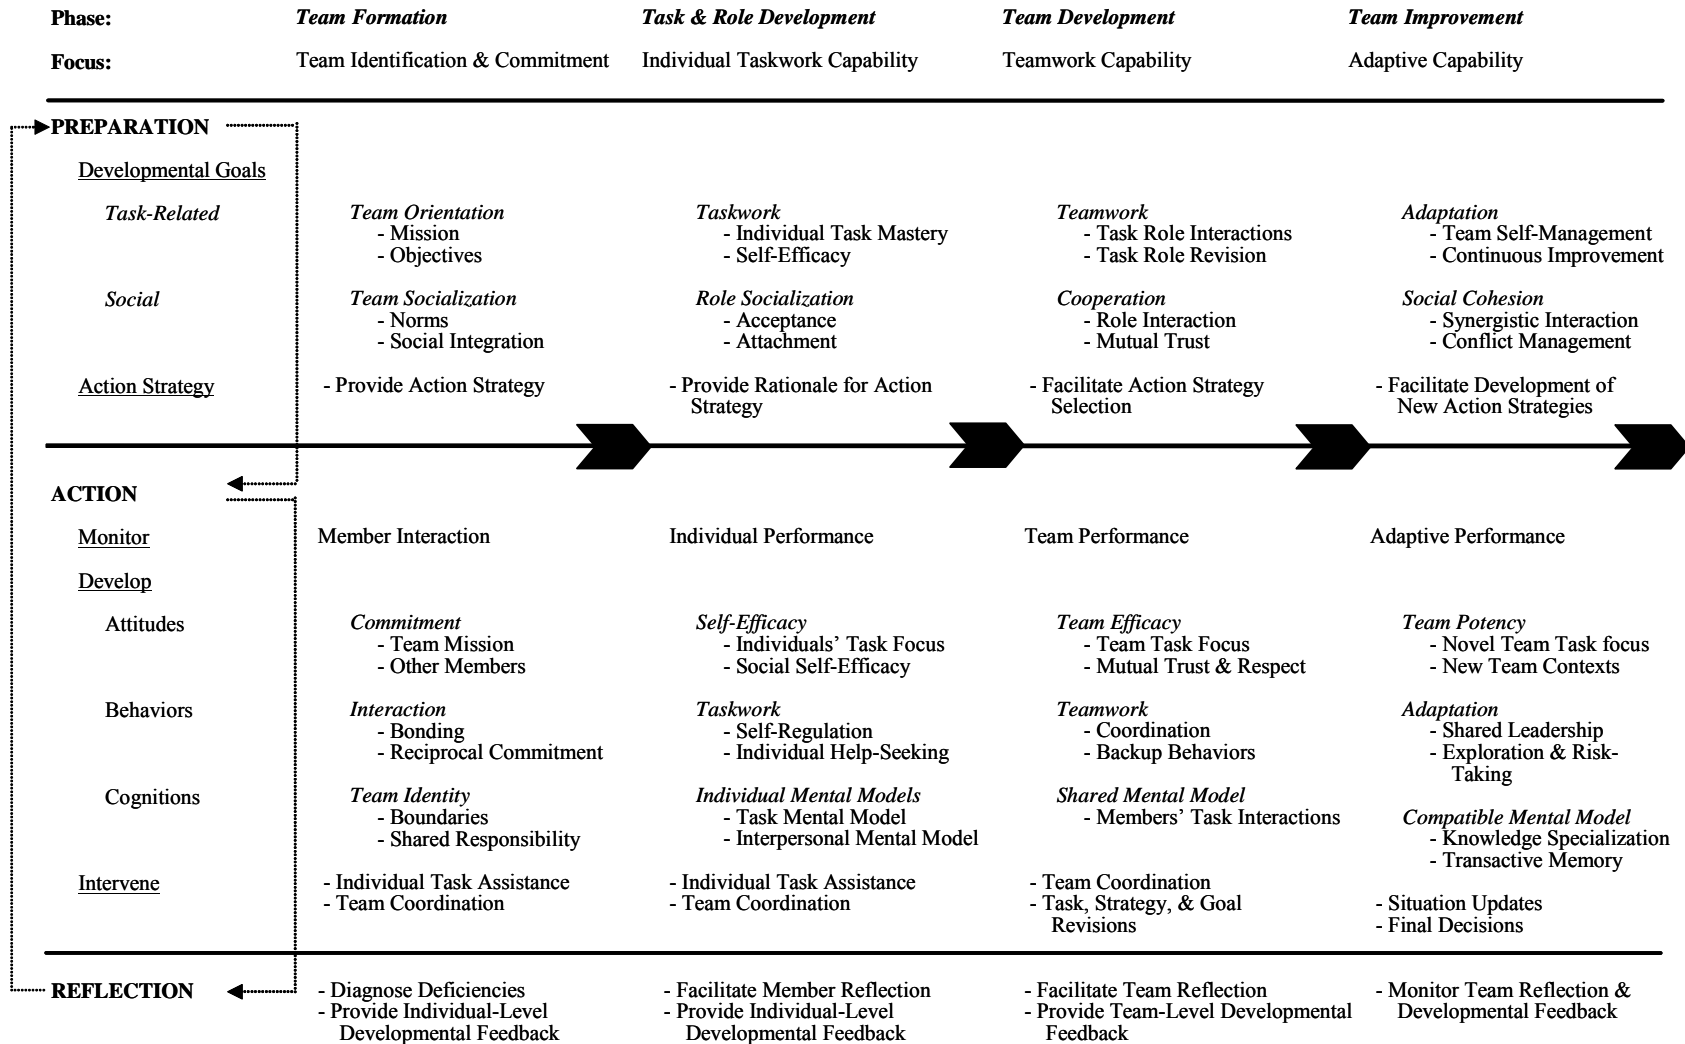 Phase: Team Formation Task & Role Development Team Development Team Improvement
Focus: Team Identification & Commitment Individual Taskwork Capability Teamwork Capability Adaptive Capability
PREPARATION
Developmental Goals
Task-Related Team Orientation Taskwork Teamwork Adaptation
- Mission - Individual Task Mastery - Task Role Interactions - Team Self-Management
- Objectives - Self-Efficacy - Task Role Revision - Continuous Improvement
Social Team Socialization Role Socialization Cooperation Social Cohesion
- Norms - Acceptance - Role Interaction - Synergistic Interaction
- Social Integration - Attachment - Mutual Trust - Conflict Management
Action Strategy - Provide Action Strategy - Provide Rationale for Action - Facilitate Action Strategy - Facilitate Development of
Strategy Selection New Action Strategies
ACTION
Monitor Member Interaction Individual Performance Team Performance Adaptive Performance
Develop
Attitudes Commitment Self-Efficacy Team Efficacy Team Potency
- Team Mission - Individuals' Task Focus - Team Task Focus - Novel Team Task focus
- Other Members - Social Self-Efficacy - Mutual Trust & Respect - New Team Contexts
Behaviors Interaction Taskwork Teamwork Adaptation
- Bonding - Self-Regulation - Coordination - Shared Leadership
- Reciprocal Commitment - Individual Help-Seeking - Backup Behaviors - Exploration & Risk-
Taking
Cognitions Team Identity Individual Mental Models Shared Mental Model
- Boundaries - Task Mental Model - Members' Task Interactions Compatible Mental Model
- Shared Responsibility - Interpersonal Mental Model - Knowledge Specialization
- Transactive Memory
Intervene - Individual Task Assistance - Individual Task Assistance - Team Coordination
- Team Coordination - Team Coordination - Task, Strategy, & Goal - Situation Updates
Revisions - Final Decisions
REFLECTION - Diagnose Deficiencies - Facilitate Member Reflection - Facilitate Team Reflection - Monitor Team Reflection &
- Provide Individual-Level - Provide Individual-Level - Provide Team-Level Developmental Developmental Feedback
Developmental Feedback Developmental Feedback Feedback